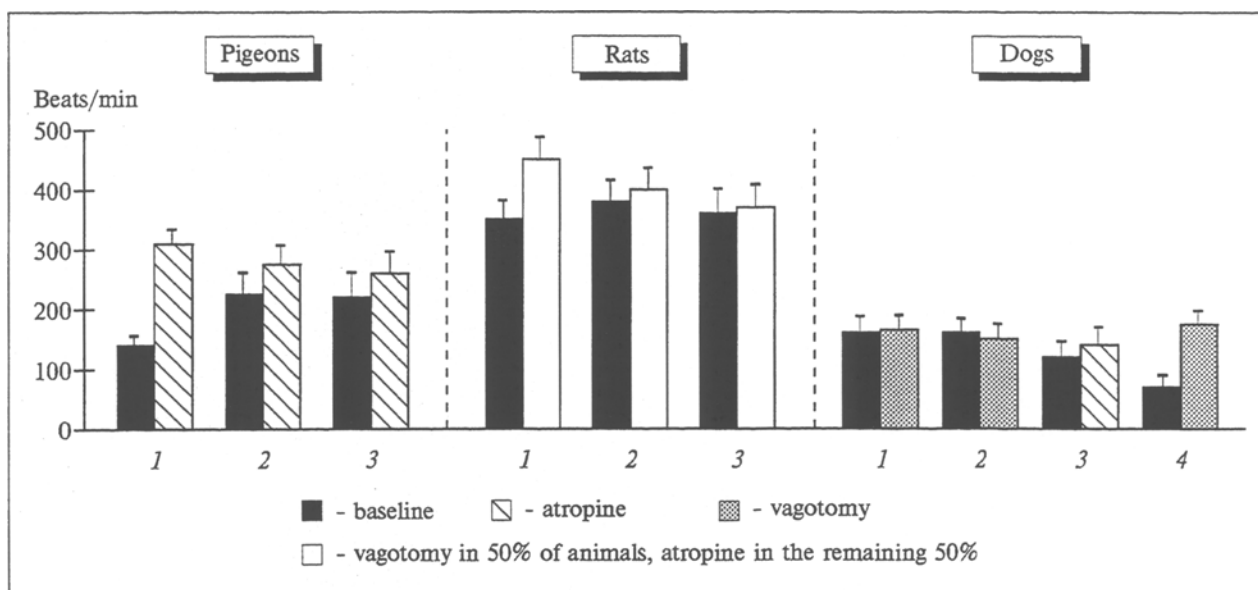 Pigeons Rats Dogs
Beats/min
500
400
300
200
100
0
1 2 3 1 2 3 1 2 3 4
- baseline - atropine - vagotomy
- vagotomy in 50% of animals, atropine in the remaining 50%